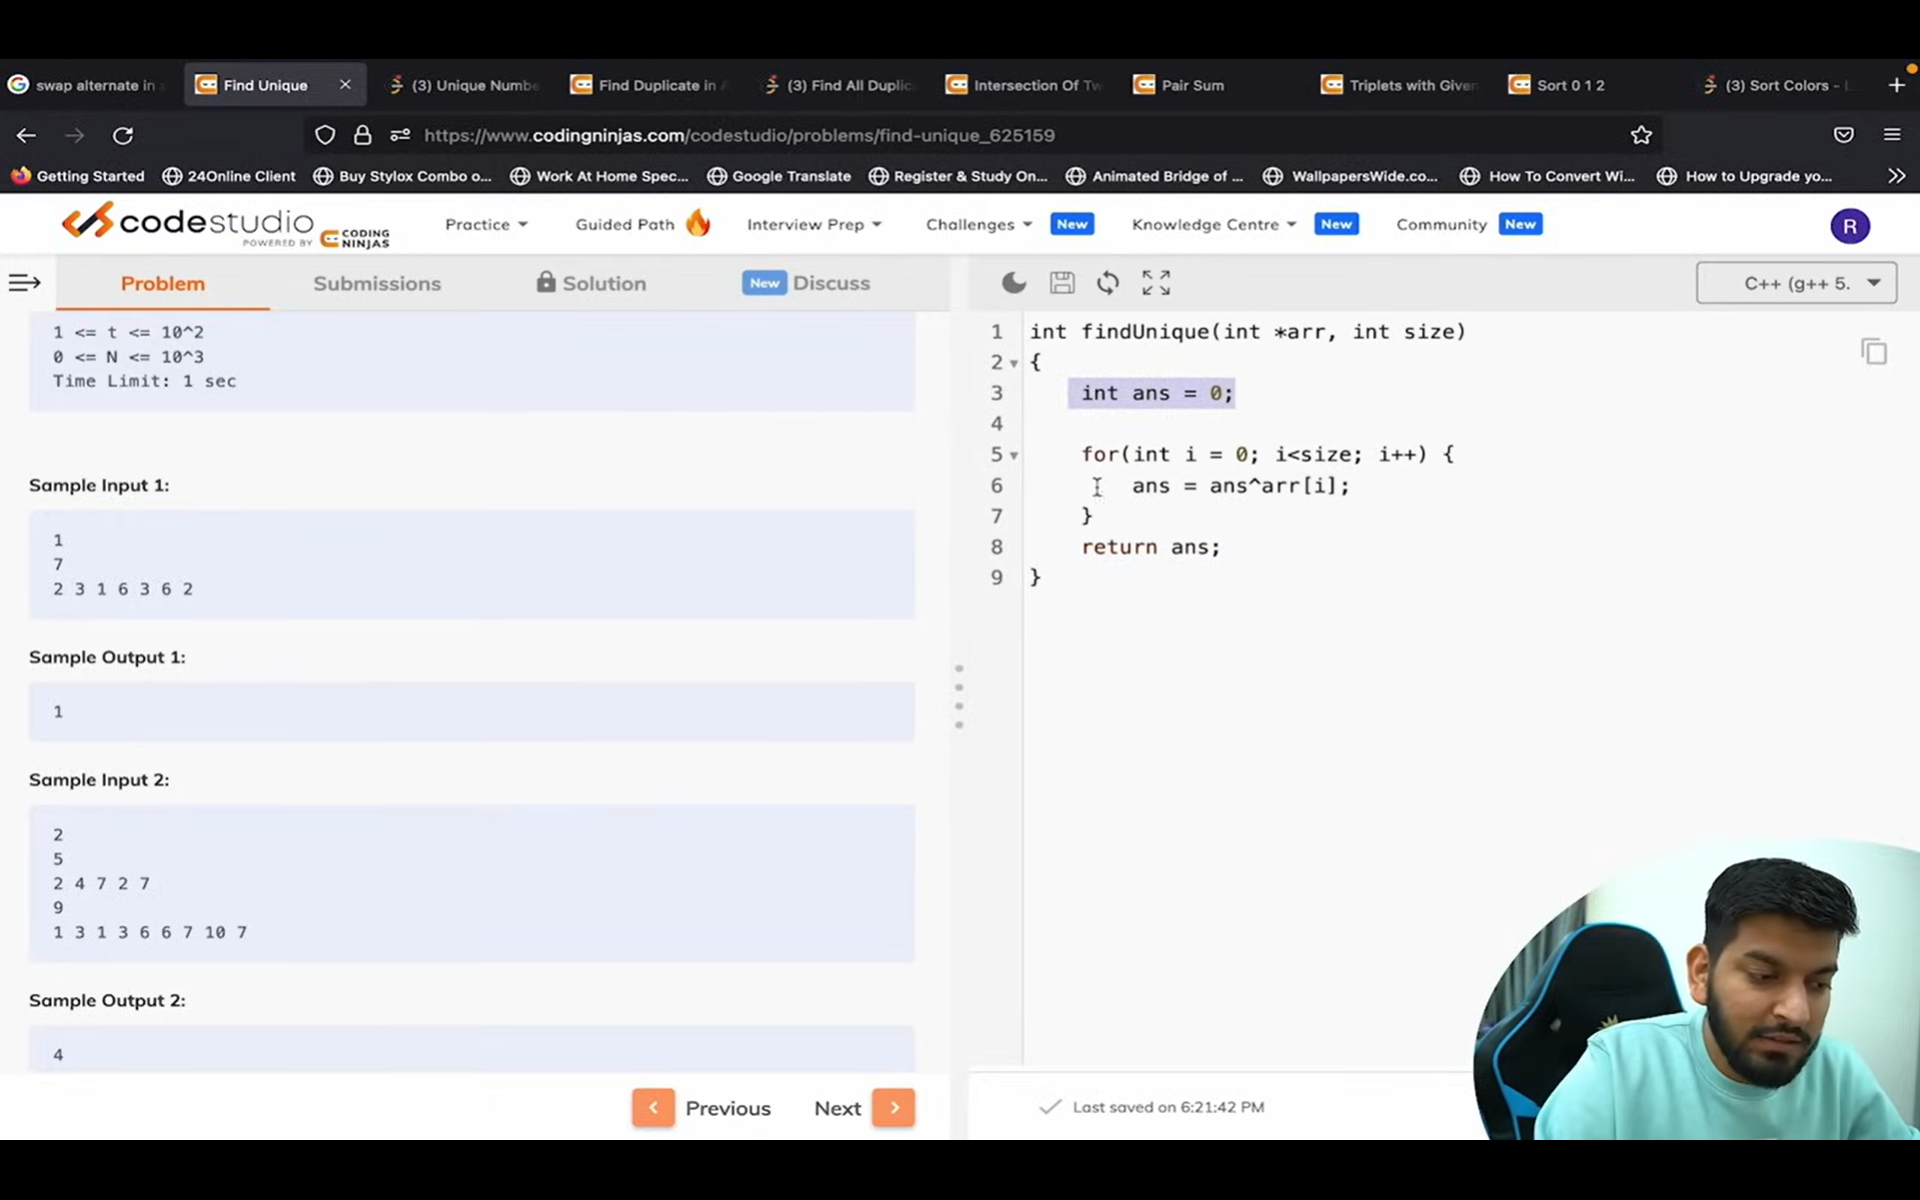 swap alternate in
Find Unique
(3) Unique Numbe
Find Duplicate in A
(3) Find All Duplic
Intersection Of Tw
Pair Sum
Triplets with Given
Sort 0 1 2
(3) Sort Colors - L
https://www.codingninjas.com/codestudio/problems/find-unique_625159
Getting Started
24Online Client
Buy Stylox Combo o...
Work At Home Spec...
Google Translate
Register & Study On...
Animated Bridge of ...
WallpapersWide.co...
How To Convert Wi...
How to Upgrade yo...
codestudio
POWERED BY CODING NINJAS
Practice
Guided Path
Interview Prep
Challenges New
Knowledge Centre New
Community New
R
Problem
Submissions
Solution
New Discuss
C++ (g++ 5.
1 <= t <= 10^2
0 <= N <= 10^3
Time Limit: 1 sec
Sample Input 1:
1
7
2 3 1 6 3 6 2
Sample Output 1:
1
Sample Input 2:
2
5
2 4 7 2 7
9
1 3 1 3 6 6 7 10 7
Sample Output 2:
4
Previous
Next
1 int findUnique(int *arr, int size)
2 {
3 int ans = 0;
4
5 for(int i = 0; i<size; i++) {
6 ans = ans^arr[i];
7 }
8 return ans;
9 }
Last saved on 6:21:42 PM